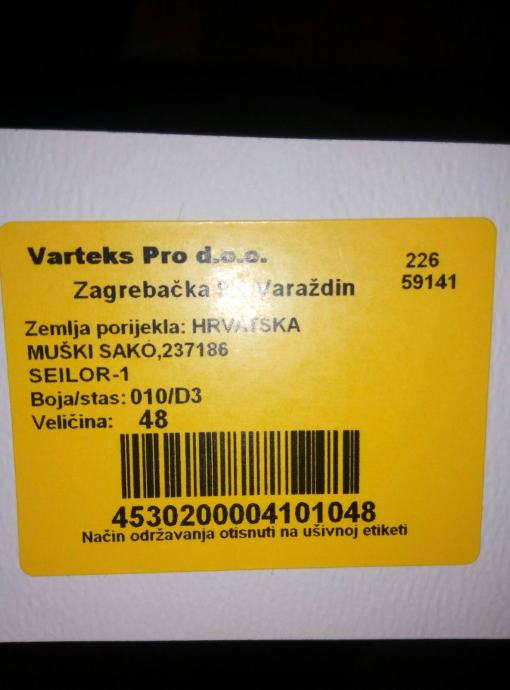 Varteks Pro d.o.o.
Zagrebačka Varaždin
226
59141
Zemlja porijekla: HRVATSKA
MUŠKI SAKO,237186
SEILOR-1
Boja/stas: 010/D3
Veličina: 48
4530200004101048
Način održavanja otisnuti na ušivnoj etiketi